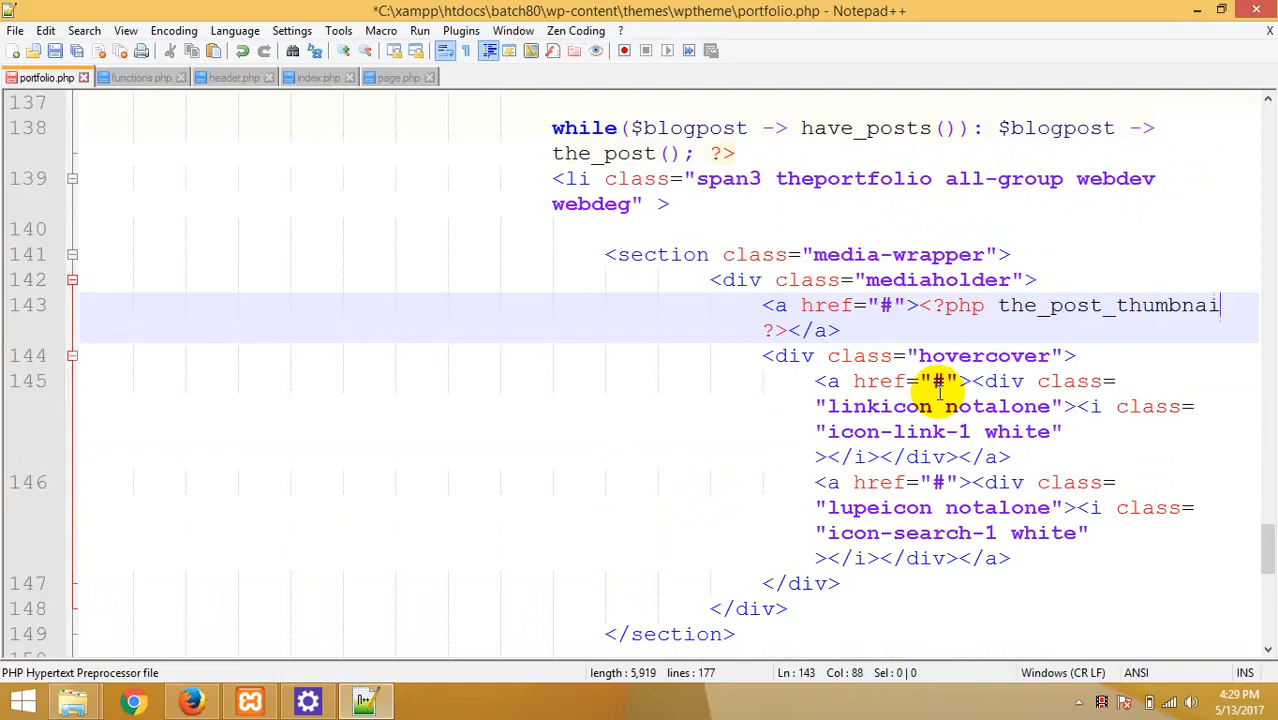 *C:\xampp\htdocs\batch80\wp-content\themes\wptheme\portfolio.php - Notepad++
File Edit Search View Encoding Language Settings Tools Macro Run Plugins Window Zen Coding ? X
portfolio.php functions.php header.php index.php page.php
137
138 while($blogpost -> have_posts()): $blogpost ->
the_post(); ?>
139 <li class="span3 theportfolio all-group webdev
webdeg" >
140
141 <section class="media-wrapper">
142 <div class="mediaholder">
143 <a href="#"><?php the_post_thumbnai
?></a>
144 <div class="hovercover">
145 <a href="#"><div class=
"linkicon notalone"><i class=
"icon-link-1 white"
></i></div></a>
146 <a href="#"><div class=
"lupeicon notalone"><i class=
"icon-search-1 white"
></i></div></a>
147 </div>
148 </div>
149 </section>
PHP Hypertext Preprocessor file length : 5,919 lines : 177 Ln : 143 Col : 88 Sel : 0 | 0 Windows (CR LF) ANSI INS
4:29 PM
5/13/2017